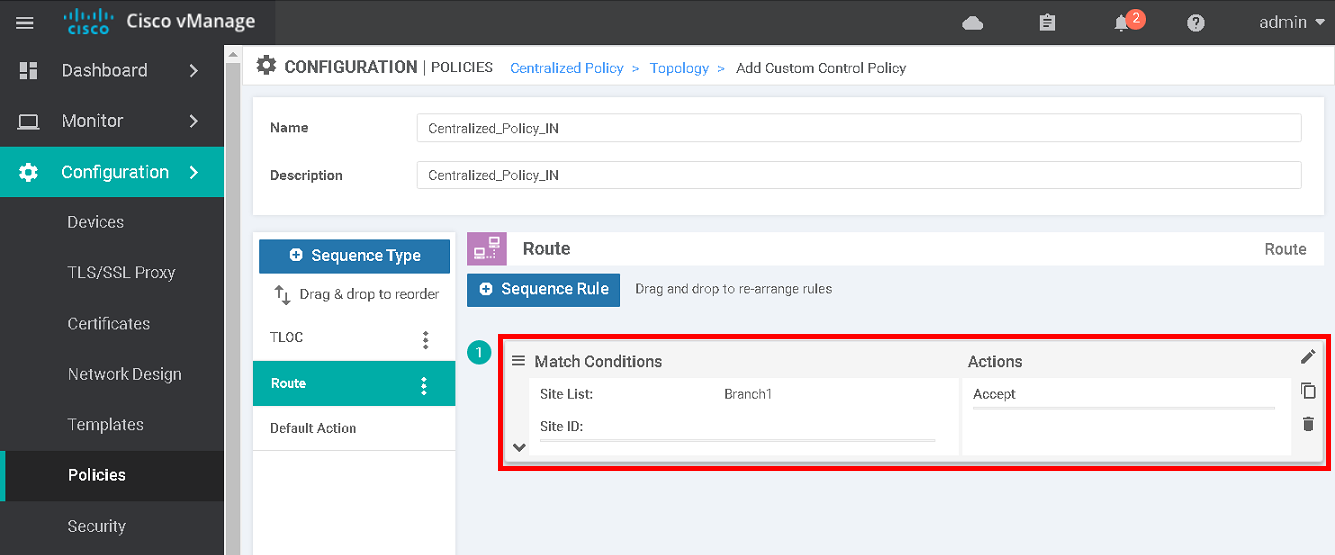 cisco Cisco vManage 2 admin
Dashboard
Monitor
Configuration
Devices
TLS/SSL Proxy
Certificates
Network Design
Templates
Policies
Security
CONFIGURATION | POLICIES Centralized Policy > Topology > Add Custom Control Policy
Name Centralized_Policy_IN
Description Centralized_Policy_IN
Sequence Type
Drag & drop to reorder
TLOC
Route
Default Action
Route Route
Sequence Rule Drag and drop to re-arrange rules
1 Match Conditions Actions
Site List: Branch1 Accept
Site ID: